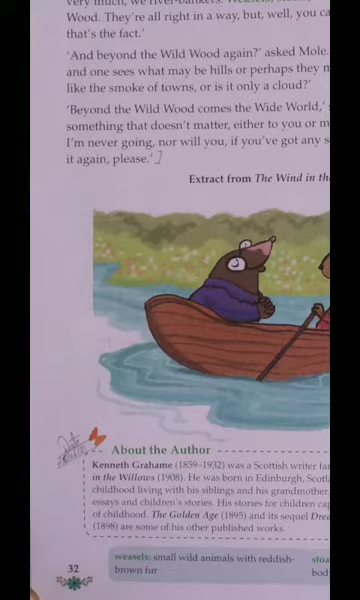 very much, we river-bankers. Weasels,
Wood. They're all right in a way, but, well, you ca
that's the fact.'
'And beyond the Wild Wood again?' asked Mole.
and one sees what may be hills or perhaps they m
like the smoke of towns, or is it only a cloud?'
'Beyond the Wild Wood comes the Wide World,'
something that doesn't matter, either to you or m
I'm never going, nor will you, if you've got any s
it again, please.' ]
Extract from The Wind in th
About the Author
Kenneth Grahame (1859–1932) was a Scottish writer fa
in the Willows (1908). He was born in Edinburgh, Scotl
childhood living with his siblings and his grandmother.
essays and children's stories. His stories for children cap
of childhood. The Golden Age (1895) and its sequel Drea
(1898) are some of his other published works.
weasels: small wild animals with reddish- stoa
brown fur bod
32